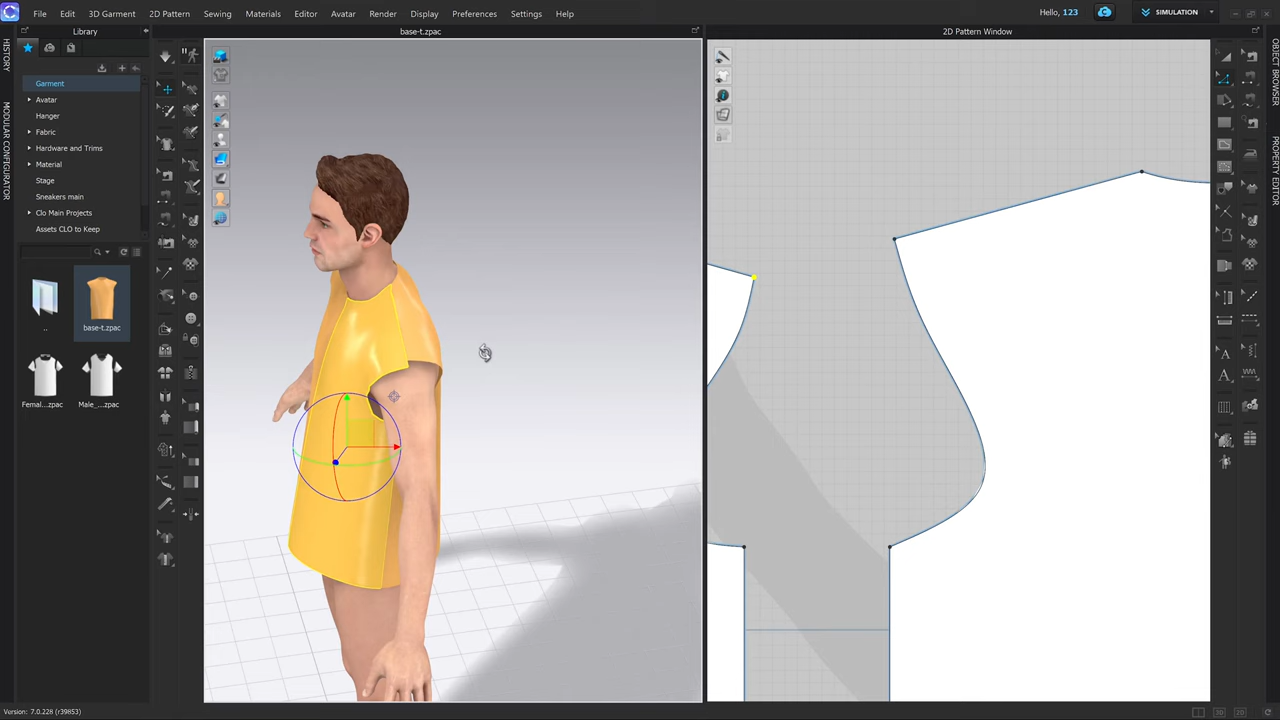 File Edit 3D Garment 2D Pattern Sewing Materials Editor Avatar Render Display Preferences Settings Help
Hello, 123
SIMULATION
Library
base-t.zpac
2D Pattern Window
HISTORY
MODULAR CONFIGURATOR
Garment
Avatar
Hanger
Fabric
Hardware and Trims
Material
Stage
Sneakers main
Clo Main Projects
Assets CLO to Keep
..
base-t.zpac
Femal...zpac
Male_...zpac
OBJECT BROWSER
PROPERTY EDITOR
Version: 7.0.228 (r39853)